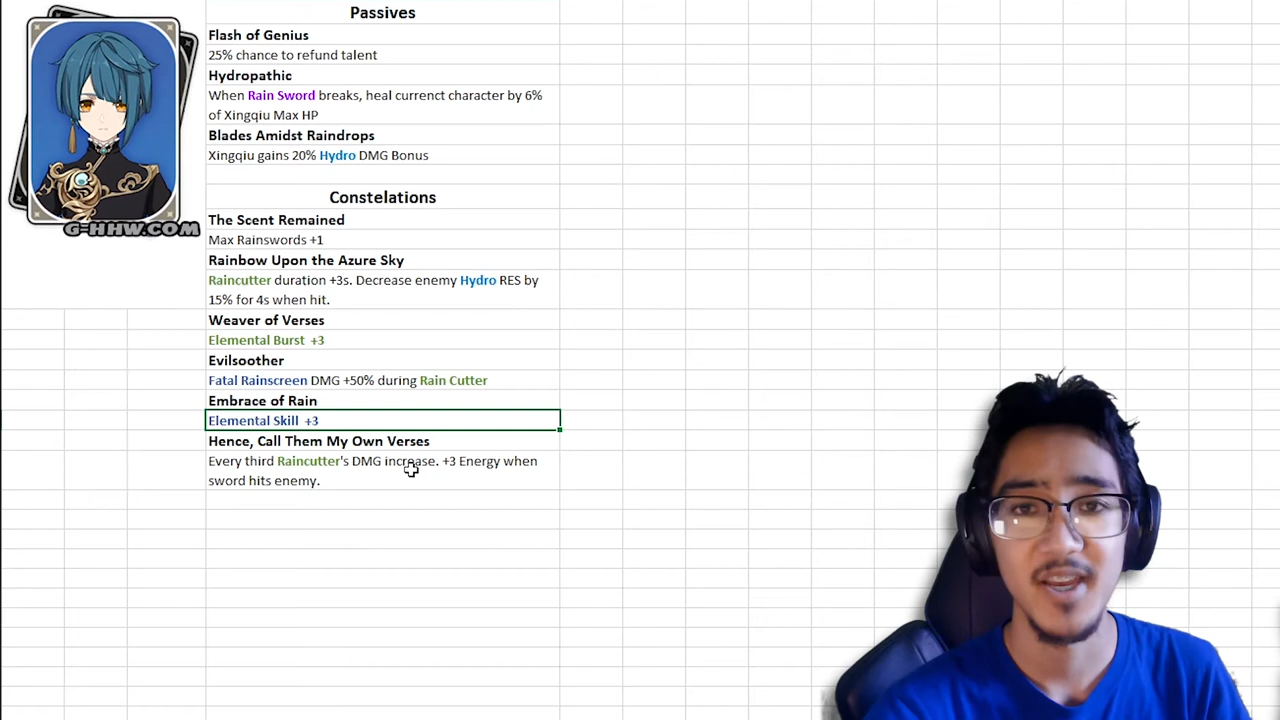 Passives
Flash of Genius
25% chance to refund talent
Hydropathic
When Rain Sword breaks, heal currenct character by 6%
of Xingqiu Max HP
Blades Amidst Raindrops
Xingqiu gains 20% Hydro DMG Bonus
G-HHW.COM
Constelations
The Scent Remained
Max Rainswords +1
Rainbow Upon the Azure Sky
Raincutter duration +3s. Decrease enemy Hydro RES by
15% for 4s when hit.
Weaver of Verses
Elemental Burst +3
Evilsoother
Fatal Rainscreen DMG +50% during Rain Cutter
Embrace of Rain
Elemental Skill +3
Hence, Call Them My Own Verses
Every third Raincutter's DMG increase. +3 Energy when
sword hits enemy.